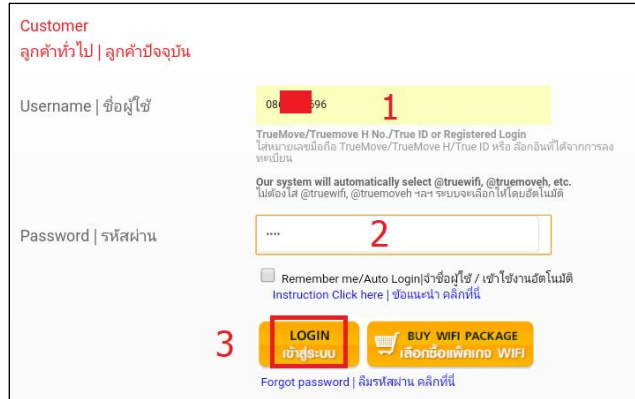 Customer
ลูกค้าทั่วไป | ลูกค้าปัจจุบัน
Username | ชื่อผู้ใช้
08 696 1
TrueMove/Truemove H No./True ID or Registered Login
ใส่หมายเลขมือถือ TrueMove/TrueMove H/True ID หรือ ล็อกอินที่ได้จากการลง
ทะเบียน
Our system will automatically select @truewifi, @truemoveh, etc.
ไม่ต้องใส่ @truewifi, @truemoveh ฯลฯ ระบบจะเลือกให้โดยอัตโนมัติ
Password | รหัสผ่าน
•••• 2
Remember me/Auto Login|จำชื่อผู้ใช้ / เข้าใช้งานอัตโนมัติ
Instruction Click here | ข้อแนะนำ คลิกที่นี่
3
LOGIN
เข้าสู่ระบบ
BUY WIFI PACKAGE
เลือกซื้อแพ็คเกจ WIFI
Forgot password | ลืมรหัสผ่าน คลิกที่นี่